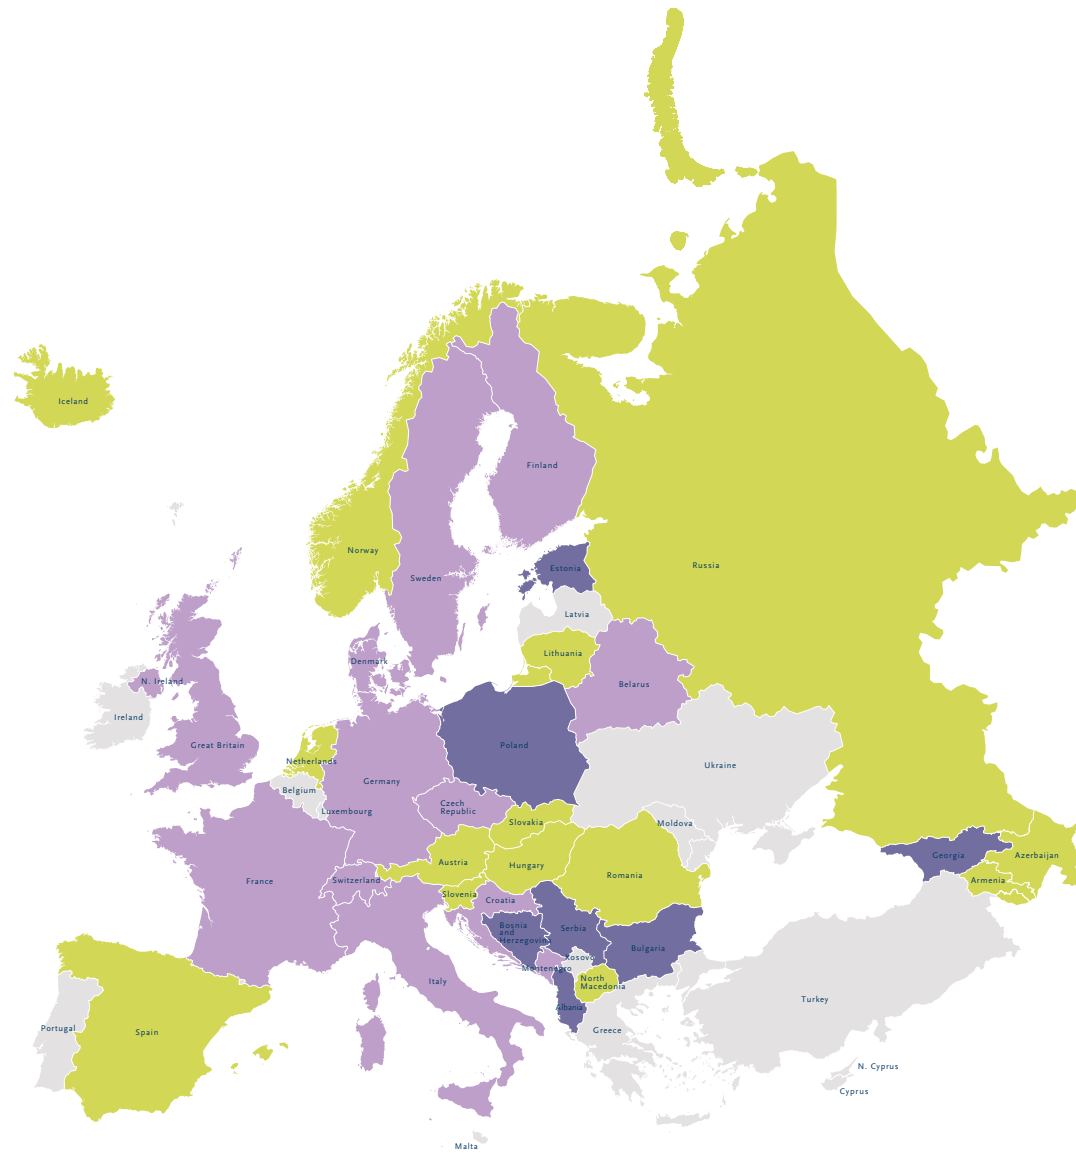 Iceland
Finland
Norway
Russia
Estonia
Sweden
Latvia
Lithuania
Denmark
N. Ireland
Belarus
Ireland
Great Britain
Poland
Netherlands
Ukraine
Germany
Belgium
Czech
Republic
Luxembourg
Slovakia
Moldova
Georgia
Azerbaijan
Austria
Hungary
Romania
France
Switzerland
Armenia
Slovenia
Croatia
Bosnia
and
Herzegovina
Serbia
Bulgaria
Kosovo
Montenegro
Italy
North
Macedonia
Turkey
Albania
Portugal
Spain
Greece
N. Cyprus
Cyprus
Malta